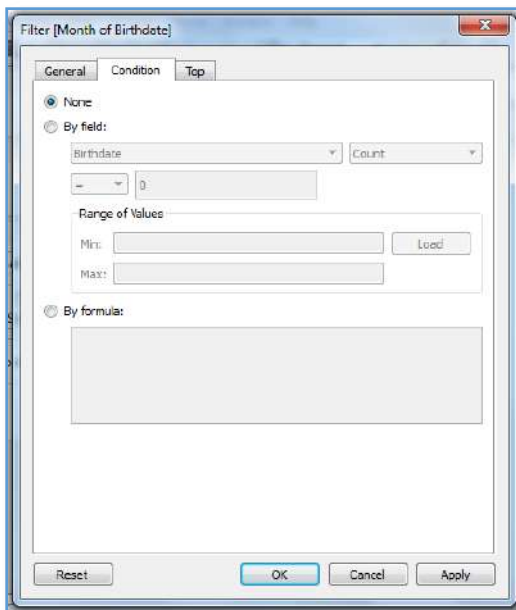 Filter [Month of Birthdate]
General Condition Top
None
By field:
Birthdate Count
= 0
Range of Values
Min: Load
Max:
By formula:
Reset OK Cancel Apply